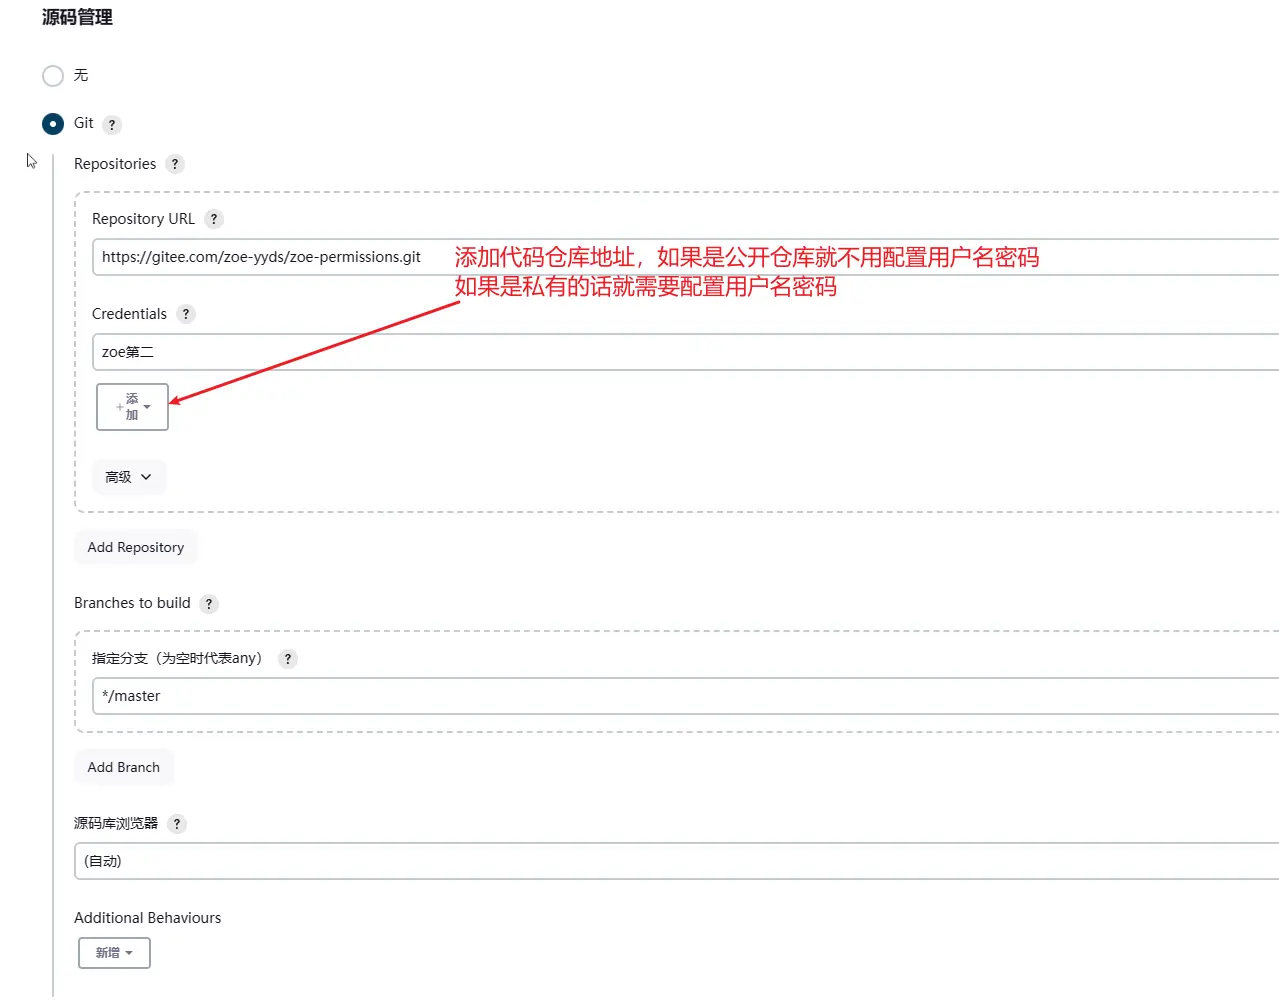 源码管理
无
Git ?
Repositories ?
Repository URL ?
https://gitee.com/zoe-yyds/zoe-permissions.git
添加代码仓库地址，如果是公开仓库就不用配置用户名密码
如果是私有的话就需要配置用户名密码
Credentials ?
zoe第二
+添
加
高级
Add Repository
Branches to build ?
指定分支（为空时代表any） ?
*/master
Add Branch
源码库浏览器 ?
(自动)
Additional Behaviours
新增